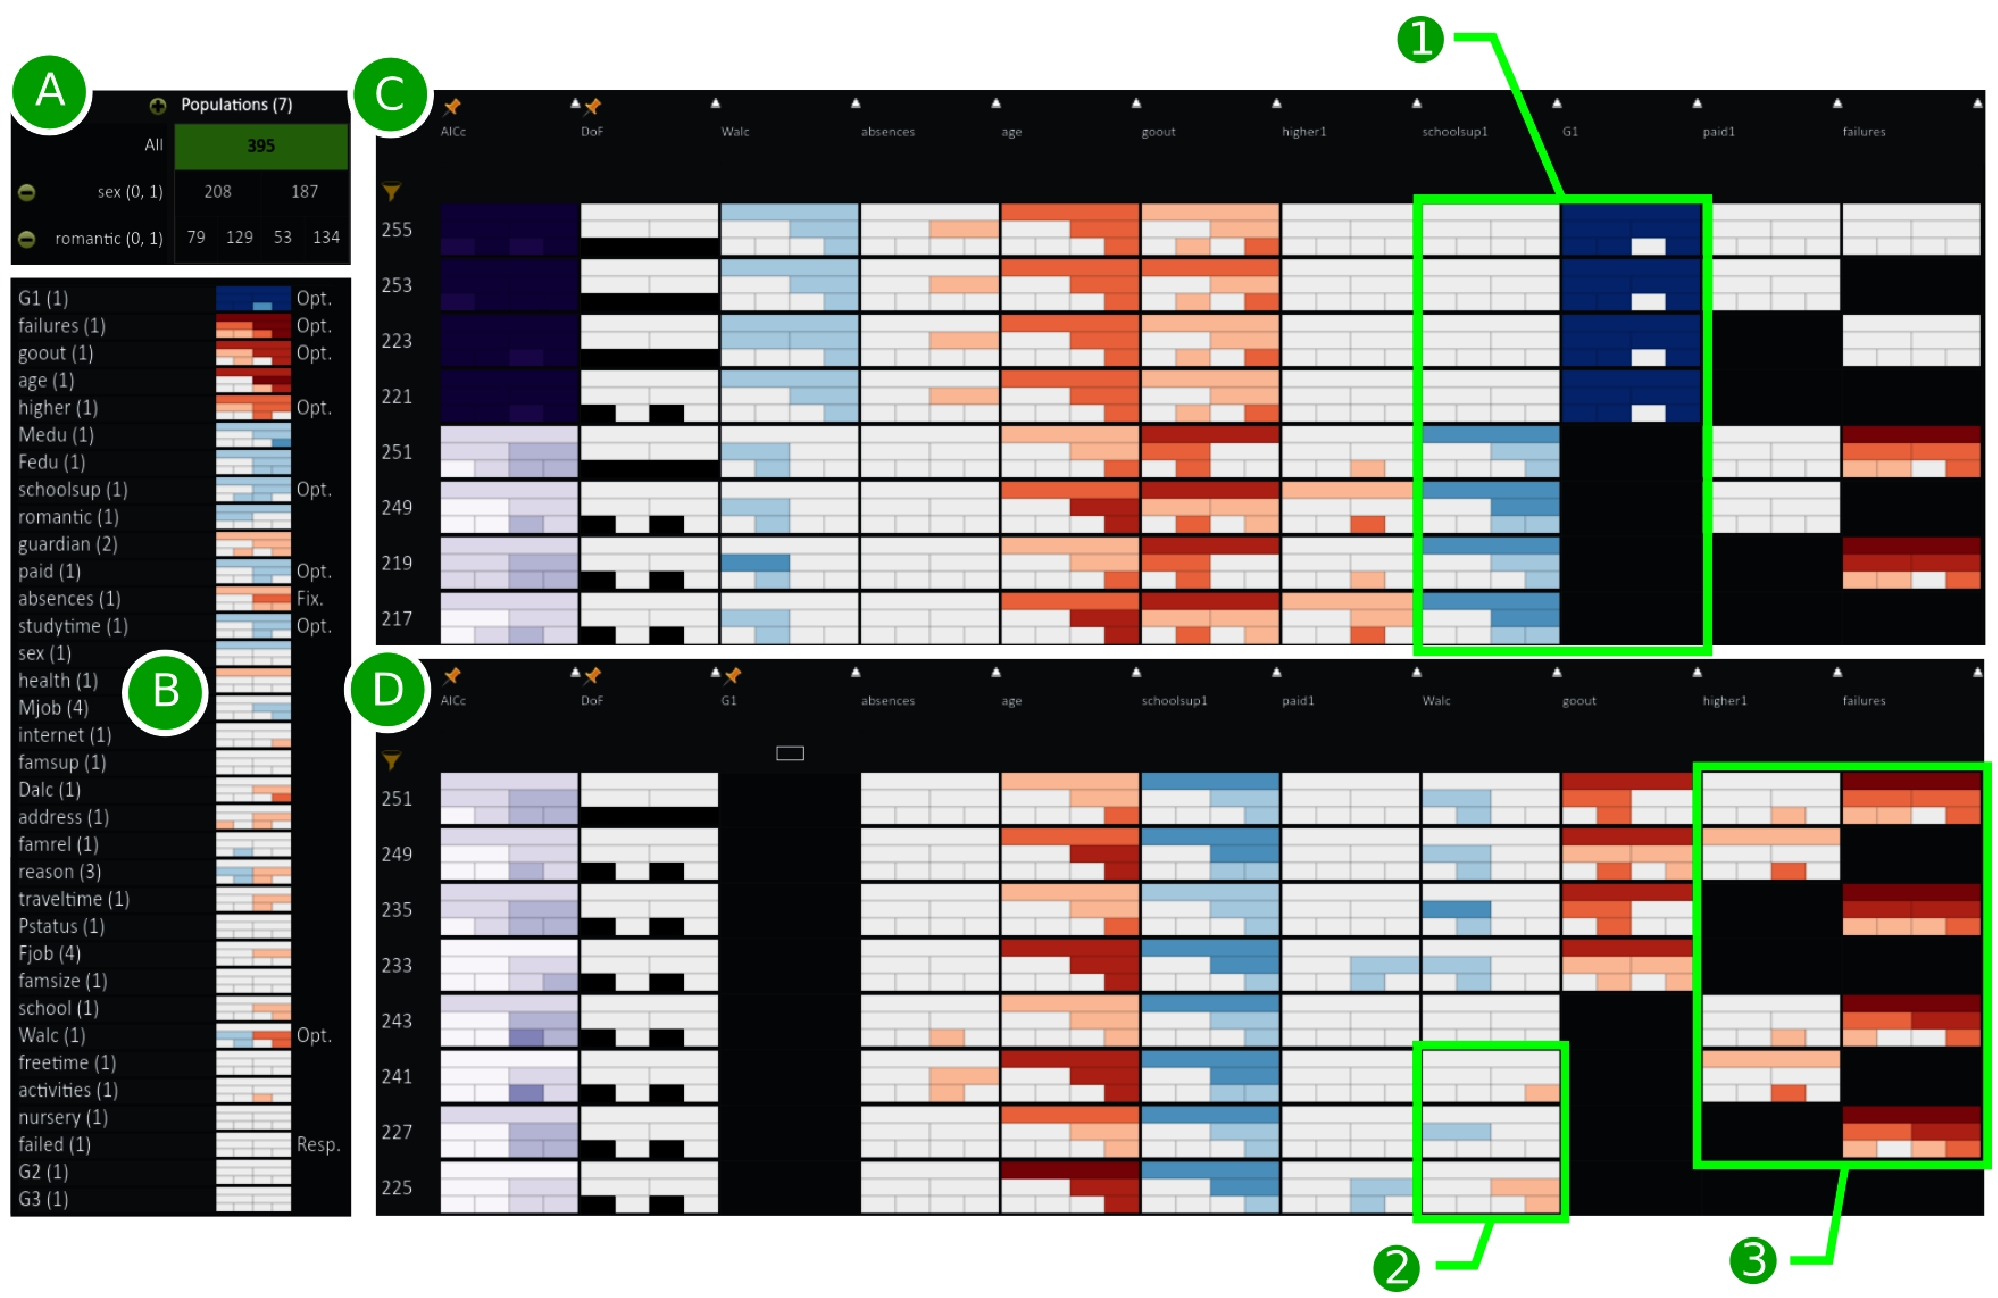 1
A
Populations (7)
All 395
sex (0, 1) 208 187
romantic (0, 1) 79 129 53 134
B
G1 (1) Opt.
failures (1) Opt.
goout (1) Opt.
age (1)
higher (1) Opt.
Medu (1)
Fedu (1)
schoolsup (1) Opt.
romantic (1)
guardian (2)
paid (1) Opt.
absences (1) Fix.
studytime (1) Opt.
sex (1)
health (1)
Mjob (4)
internet (1)
famsup (1)
Dalc (1)
address (1)
famrel (1)
reason (3)
traveltime (1)
Pstatus (1)
Fjob (4)
famsize (1)
school (1)
Walc (1) Opt.
freetime (1)
activities (1)
nursery (1)
failed (1) Resp.
G2 (1)
G3 (1)
C
AICc DoF Walc absences age goout higher1 schoolsup1 G1 paid1 failures
255
253
223
221
251
249
219
217
D
AICc DoF G1 absences age schoolsup1 paid1 Walc goout higher1 failures
251
249
235
233
243
241
227
225
2
3